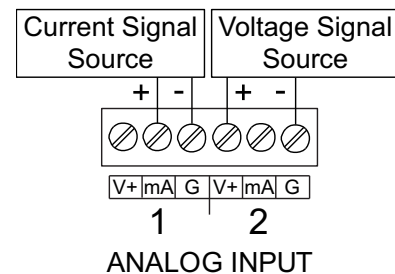 Current Signal Source
Voltage Signal Source
+ - + -
V+ mA G V+ mA G
1 2
ANALOG INPUT